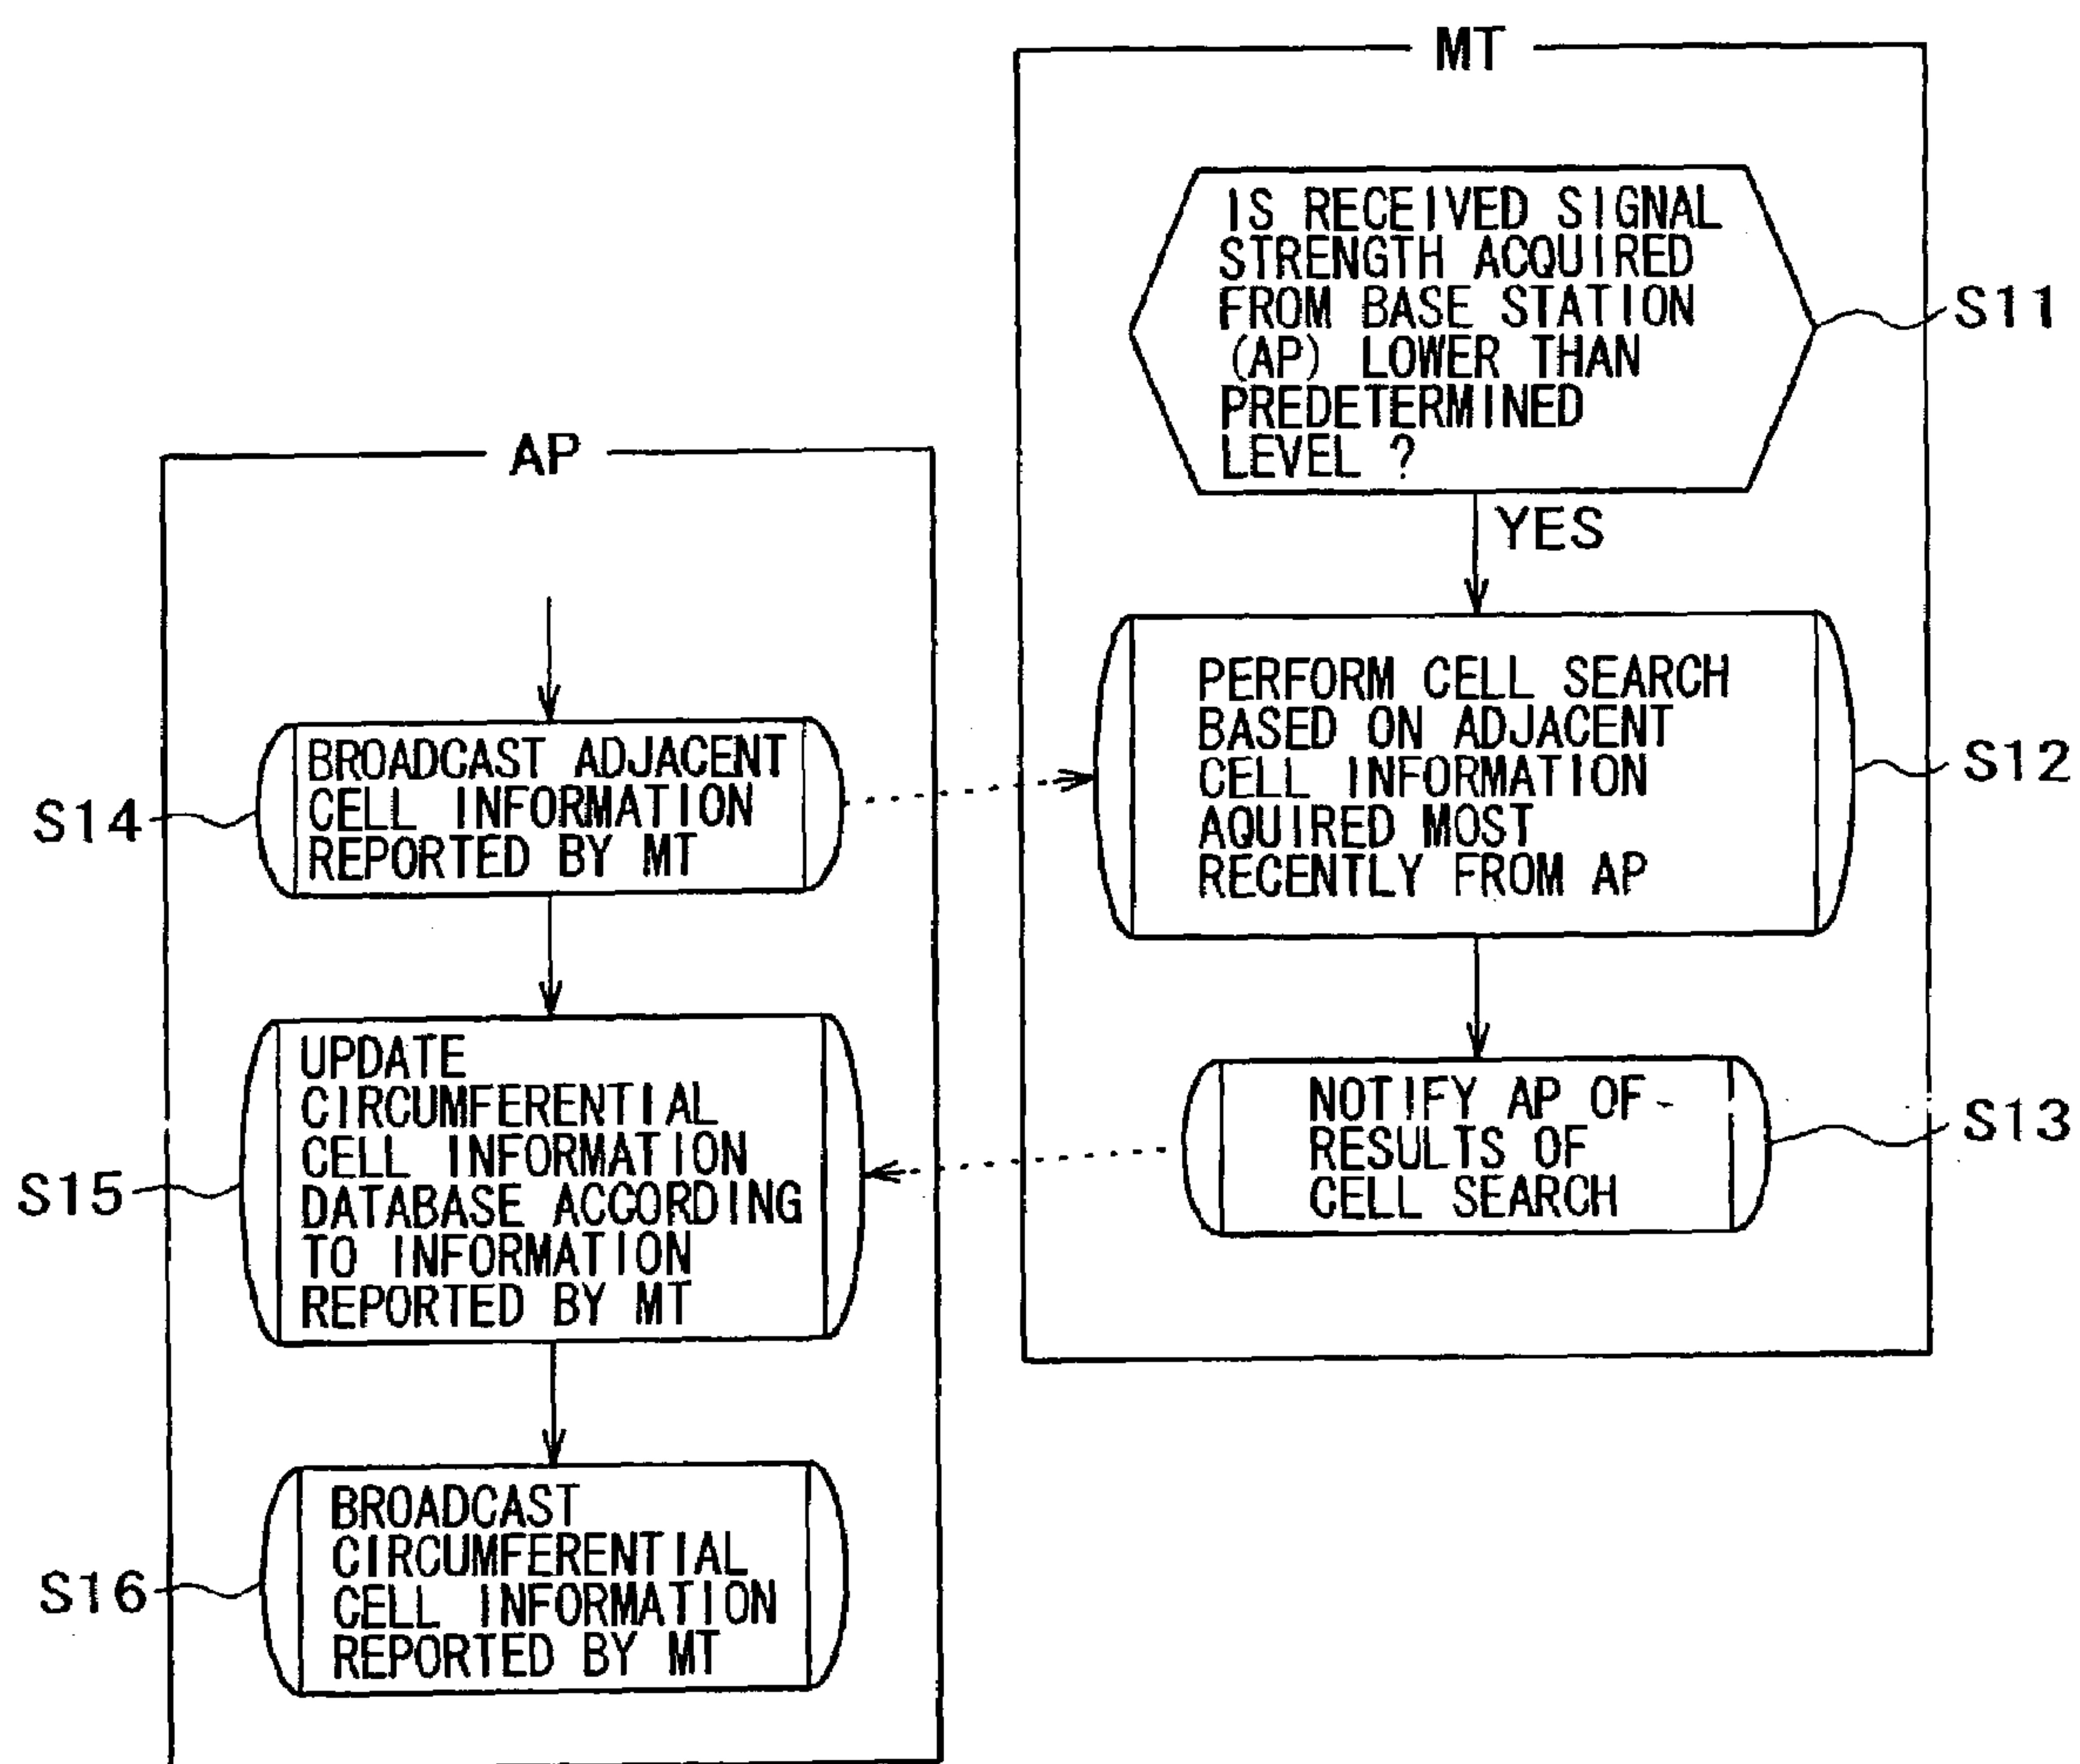 MT
IS RECEIVED SIGNAL
STRENGTH ACQUIRED
FROM BASE STATION
(AP) LOWER THAN
PREDETERMINED
LEVEL ?
S11
YES
PERFORM CELL SEARCH
BASED ON ADJACENT
CELL INFORMATION
AQUIRED MOST
RECENTLY FROM AP
S12
NOTIFY AP OF
RESULTS OF
CELL SEARCH
S13
AP
BROADCAST ADJACENT
CELL INFORMATION
REPORTED BY MT
S14
UPDATE
CIRCUMFERENTIAL
CELL INFORMATION
DATABASE ACCORDING
TO INFORMATION
REPORTED BY MT
S15
BROADCAST
CIRCUMFERENTIAL
CELL INFORMATION
REPORTED BY MT
S16